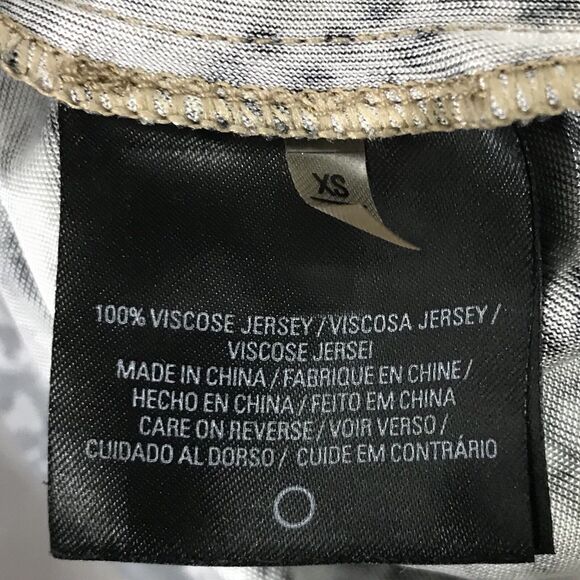 XS
100% VISCOSE JERSEY / VISCOSA JERSEY /
VISCOSE JERSEI
MADE IN CHINA / FABRIQUE EN CHINE /
HECHO EN CHINA / FEITO EM CHINA
CARE ON REVERSE / VOIR VERSO /
CUIDADO AL DORSO / CUIDE EM CONTRÁRIO